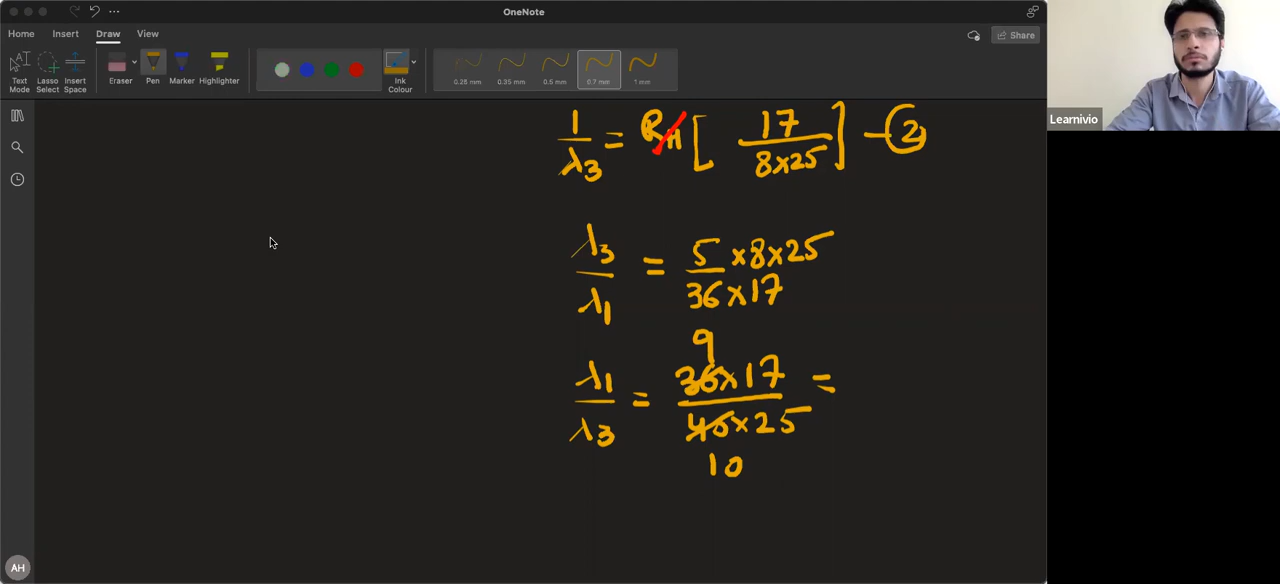 OneNote
Home Insert Draw View
Share
Text Mode
Lasso Select
Insert Space
Eraser
Pen
Marker
Highlighter
Ink Colour
0.28 mm
0.35 mm
0.5 mm
0.7 mm
1 mm
Learnivio
1/λ3 = RH [ 17/8×25 ] – ②
λ3/λ1 = 5/36 × 8×25 / ×17
9
λ1/λ3 = 36×17 / 40×25 =
10
AH